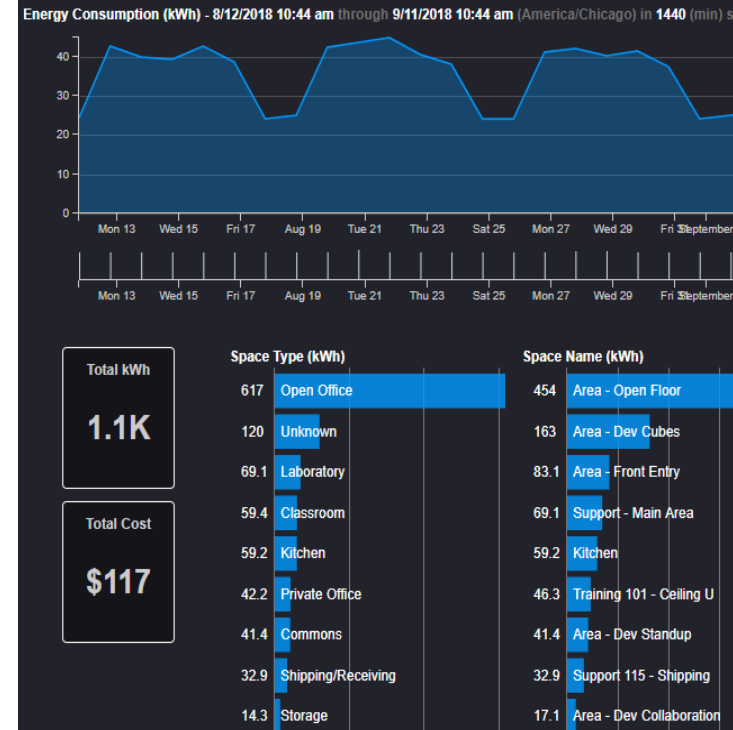 Energy Consumption (kWh) - 8/12/2018 10:44 am through 9/11/2018 10:44 am (America/Chicago) in 1440 (min) s
40
30
20
10
0
Mon 13 Wed 15 Fri 17 Aug 19 Tue 21 Thu 23 Sat 25 Mon 27 Wed 29 Fri 31 September
Mon 13 Wed 15 Fri 17 Aug 19 Tue 21 Thu 23 Sat 25 Mon 27 Wed 29 Fri 31 September
Total kWh
1.1K
Total Cost
$117
Space Type (kWh)
617 Open Office
120 Unknown
69.1 Laboratory
59.4 Classroom
59.2 Kitchen
42.2 Private Office
41.4 Commons
32.9 Shipping/Receiving
14.3 Storage
Space Name (kWh)
454 Area - Open Floor
163 Area - Dev Cubes
83.1 Area - Front Entry
69.1 Support - Main Area
59.2 Kitchen
46.3 Training 101 - Ceiling U
41.4 Area - Dev Standup
32.9 Support 115 - Shipping
17.1 Area - Dev Collaboration